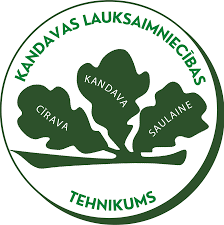 KANDAVAS LAUKSAIMNIECĪBAS
KANDAVA
CĪRAVA
SAULAINE
TEHNIKUMS